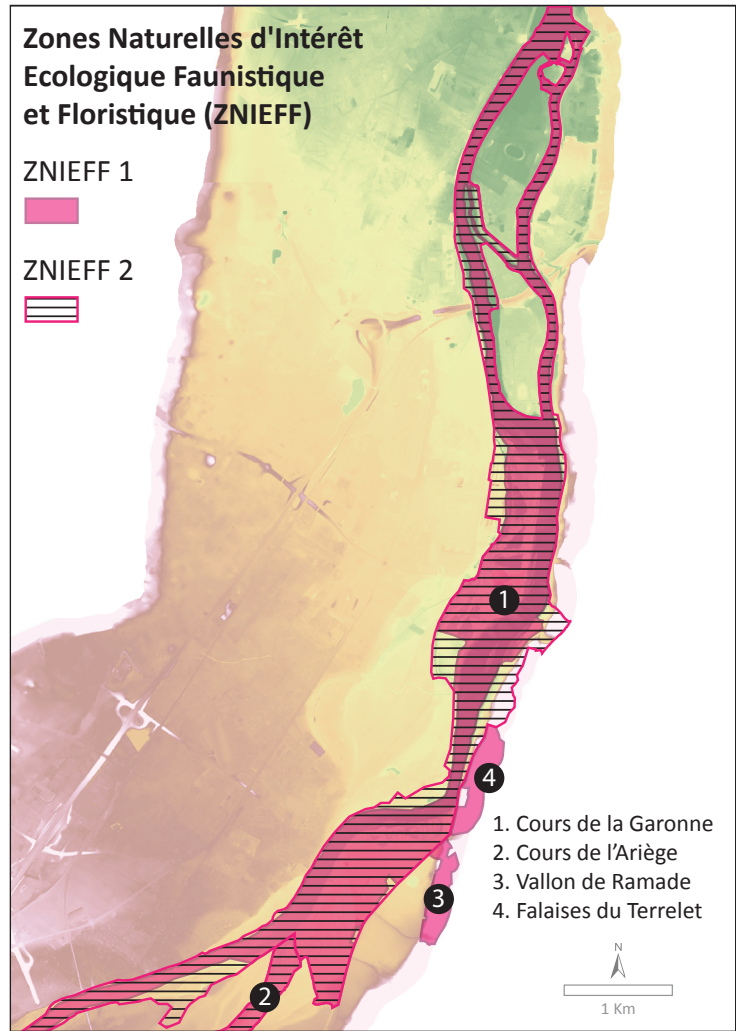 Zones Naturelles d'Intérêt
Ecologique Faunistique
et Floristique (ZNIEFF)
ZNIEFF 1
ZNIEFF 2
1
4
3
2
1. Cours de la Garonne
2. Cours de l’Ariège
3. Vallon de Ramade
4. Falaises du Terrelet
N
1 Km